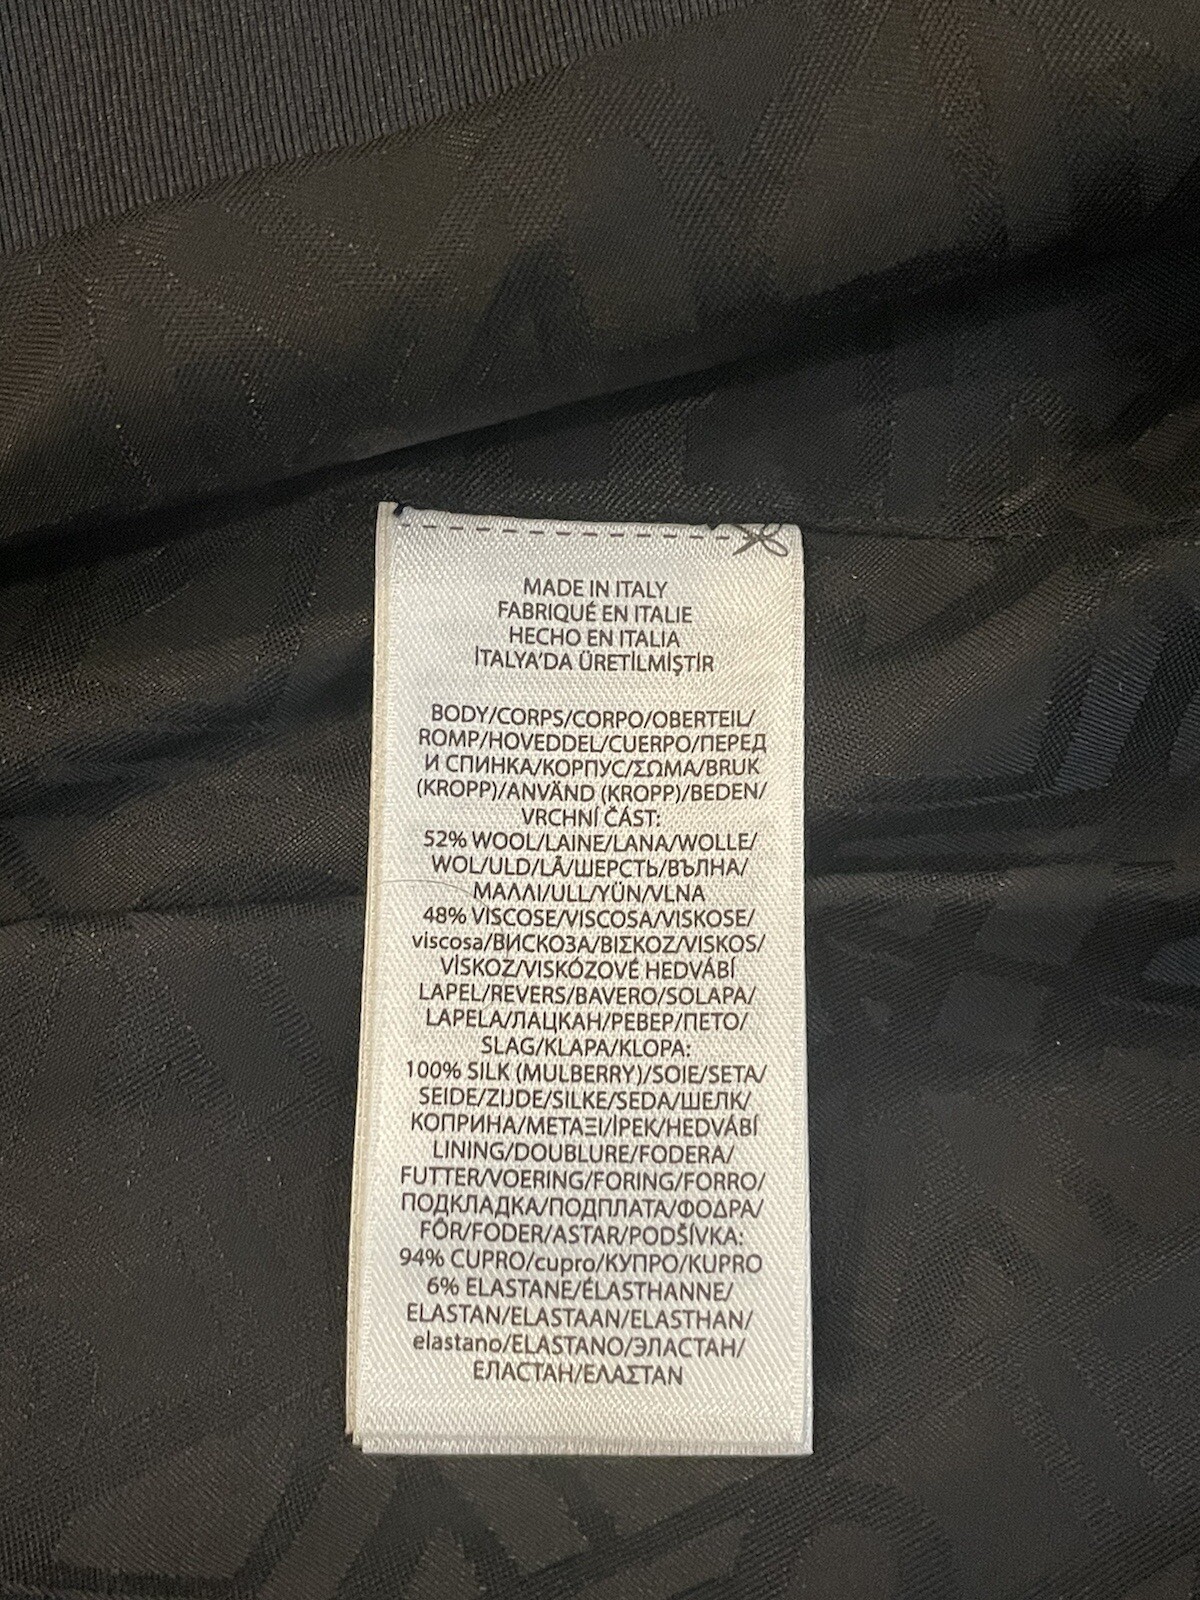 MADE IN ITALY
FABRIQUÉ EN ITALIE
HECHO EN ITALIA
İTALYA'DA ÜRETİLMİŞTİR
BODY/CORPS/CORPO/OBERTEIL/
ROMP/HOVEDDEL/CUERPO/ПЕРЕД
И СПИНКА/КОРПУС/ΣΩΜΑ/BRUK
(KROPP)/ANVÄND (KROPP)/BEDEN/
VRCHNÍ ČÁST:
52% WOOL/LAINE/LANA/WOLLE/
WOL/ULD/LÃ/ШЕРСТЬ/ВЪЛНА/
ΜΑΛΛΙ/ULL/YÜN/VLNA
48% VISCOSE/VISCOSA/VISKOSE/
viscosa/ВИСКОЗА/ΒΙΣΚΟΖ/VISKOS/
VİSKOZ/VISKÓZOVÉ HEDVÁBÍ
LAPEL/REVERS/BAVERO/SOLAPA/
LAPELA/ЛАЦКАН/РЕВЕР/ΠΕΤΟ/
SLAG/KLAPA/KLOPA:
100% SILK (MULBERRY)/SOIE/SETA/
SEIDE/ZIJDE/SILKE/SEDA/ШЕЛК/
КОПРИНА/ΜΕΤΑΞΙ/İPEK/HEDVÁBÍ
LINING/DOUBLURE/FODERA/
FUTTER/VOERING/FORING/FORRO/
ПОДКЛАДКА/ПОДПЛАТА/ΦΟΔΡΑ/
FÔR/FODER/ASTAR/PODŠÍVKA:
94% CUPRO/cupro/КУПРО/KUPRO
6% ELASTANE/ÉLASTHANNE/
ELASTAN/ELASTAAN/ELASTHAN/
elastano/ELASTANO/ЭЛАСТАН/
ЕЛАСТАН/ΕΛΑΣΤΑΝ